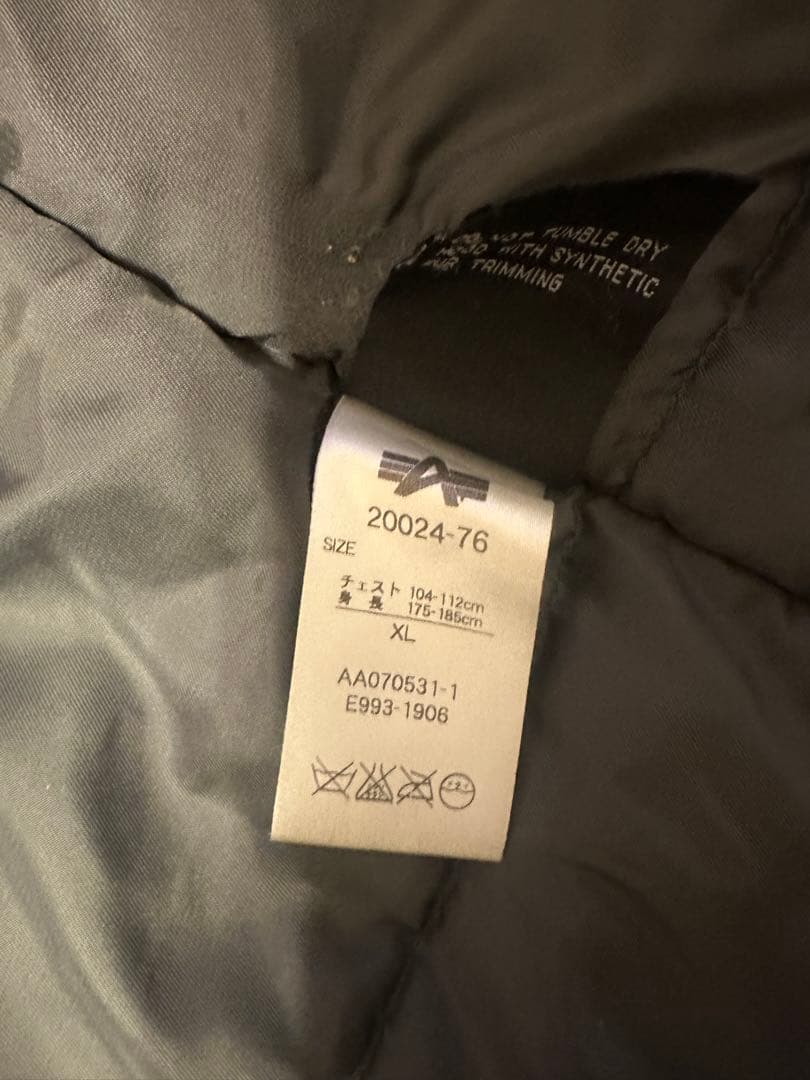 NOT TUMBLE DRY
WITH SYNTHETIC
TRIMMING
20024-76
SIZE
チェスト 104-112cm
身長 175-185cm
XL
AA070531-1
E993-1906